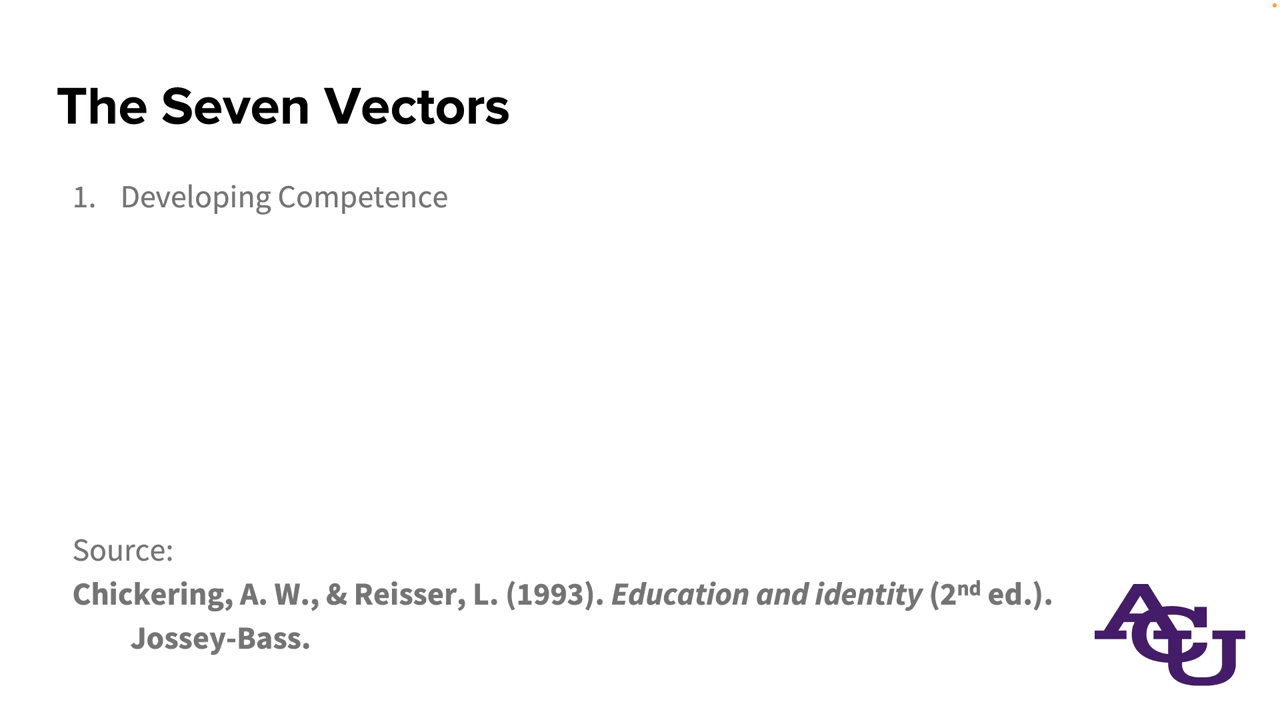 The Seven Vectors
1. Developing Competence
Source:
Chickering, A. W., & Reisser, L. (1993). Education and identity (2nd ed.).
Jossey-Bass.
ACU